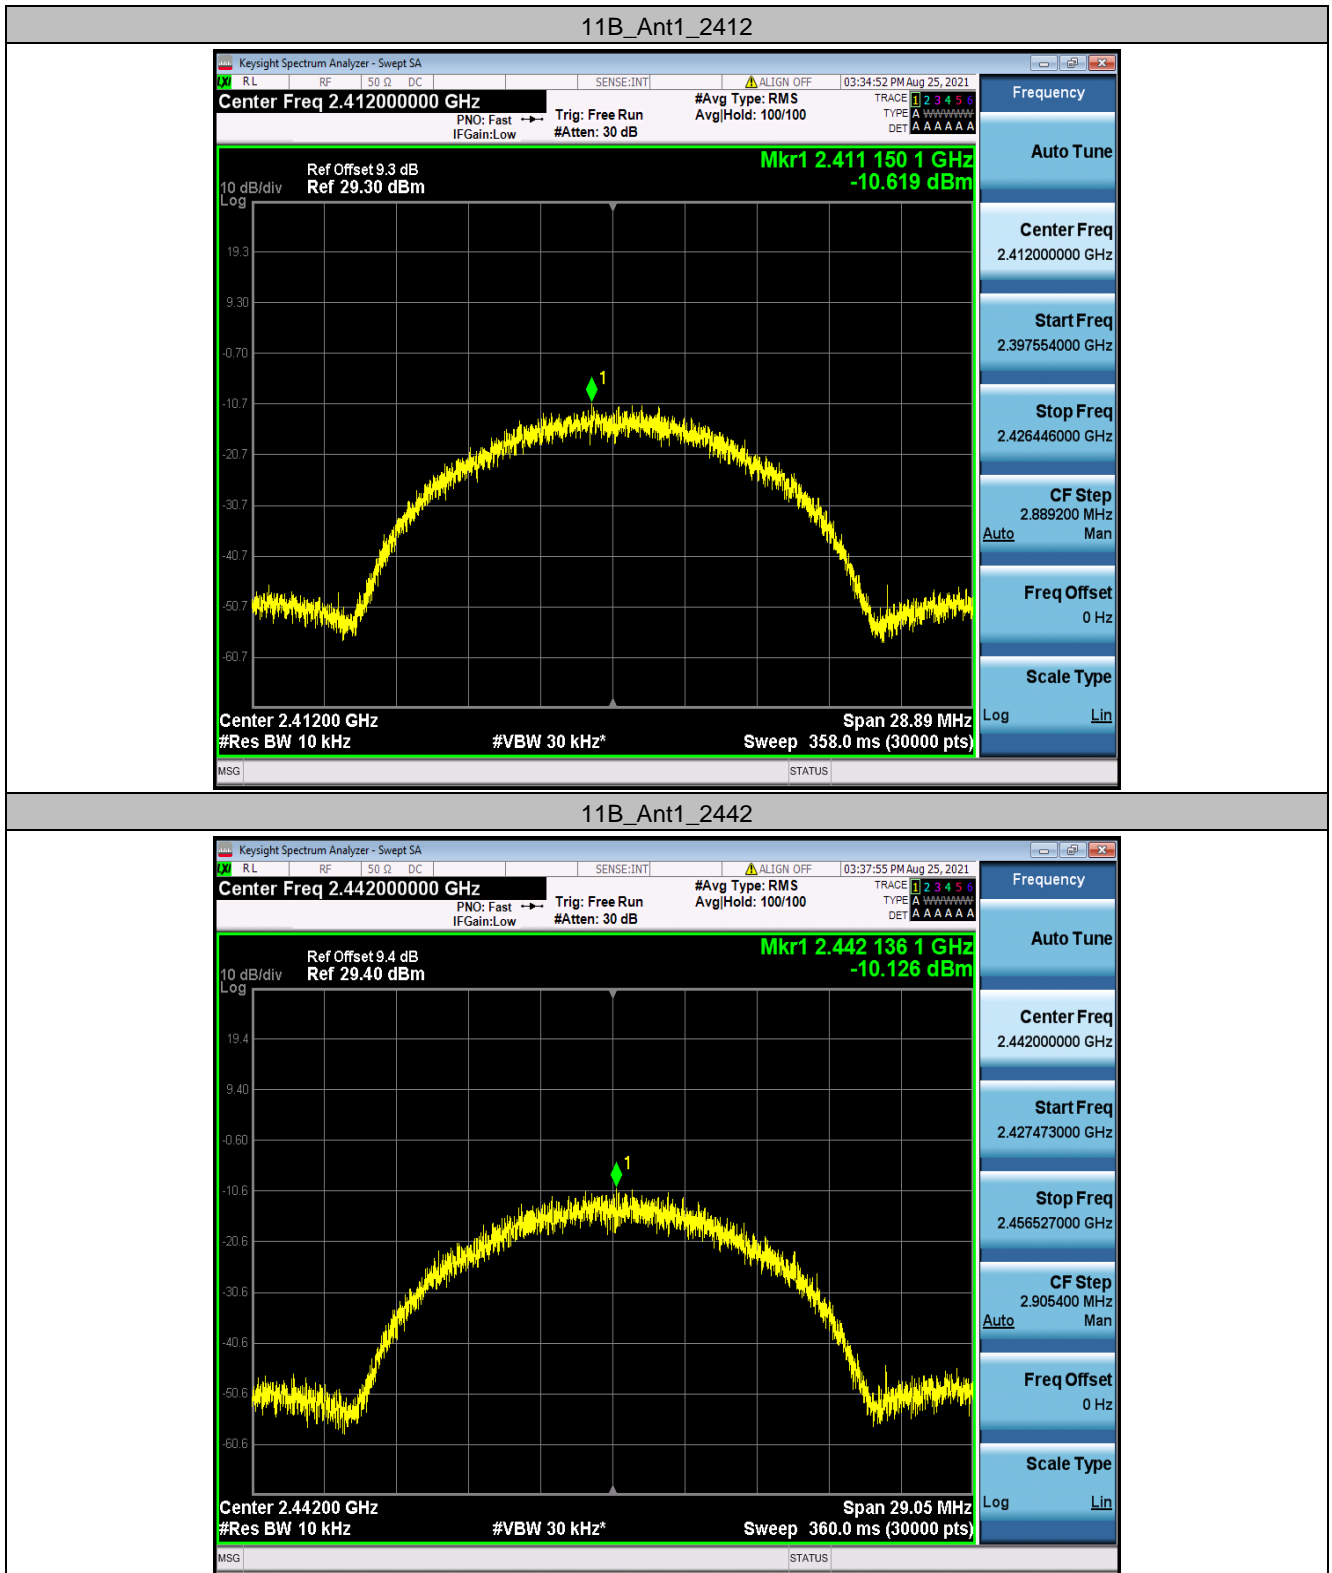 11B_Ant1_2412
Keysight Spectrum Analyzer - Swept SA
LXI RL RF 50 Ω DC SENSE:INT ALIGN OFF 03:34:52 PM Aug 25, 2021
Center Freq 2.412000000 GHz
PNO: Fast
IFGain:Low
Trig: Free Run
#Atten: 30 dB
#Avg Type: RMS
Avg|Hold: 100/100
TRACE 1 2 3 4 5 6
TYPE A WWWWW
DET A A A A A A
Ref Offset 9.3 dB
10 dB/div Ref 29.30 dBm
Log
Mkr1 2.411 150 1 GHz
-10.619 dBm
19.3
9.30
-0.70
1
-10.7
-20.7
-30.7
-40.7
-50.7
-60.7
Center 2.41200 GHz Span 28.89 MHz
#Res BW 10 kHz #VBW 30 kHz* Sweep 358.0 ms (30000 pts)
MSG STATUS
Frequency
Auto Tune
Center Freq
2.412000000 GHz
Start Freq
2.397554000 GHz
Stop Freq
2.426446000 GHz
CF Step
2.889200 MHz
Auto Man
Freq Offset
0 Hz
Scale Type
Log Lin
11B_Ant1_2442
Keysight Spectrum Analyzer - Swept SA
LXI RL RF 50 Ω DC SENSE:INT ALIGN OFF 03:37:55 PM Aug 25, 2021
Center Freq 2.442000000 GHz
PNO: Fast
IFGain:Low
Trig: Free Run
#Atten: 30 dB
#Avg Type: RMS
Avg|Hold: 100/100
TRACE 1 2 3 4 5 6
TYPE A WWWWW
DET A A A A A A
Ref Offset 9.4 dB
10 dB/div Ref 29.40 dBm
Log
Mkr1 2.442 136 1 GHz
-10.126 dBm
19.4
9.40
-0.60
1
-10.6
-20.6
-30.6
-40.6
-50.6
-60.6
Center 2.44200 GHz Span 29.05 MHz
#Res BW 10 kHz #VBW 30 kHz* Sweep 360.0 ms (30000 pts)
MSG STATUS
Frequency
Auto Tune
Center Freq
2.442000000 GHz
Start Freq
2.427473000 GHz
Stop Freq
2.456527000 GHz
CF Step
2.905400 MHz
Auto Man
Freq Offset
0 Hz
Scale Type
Log Lin